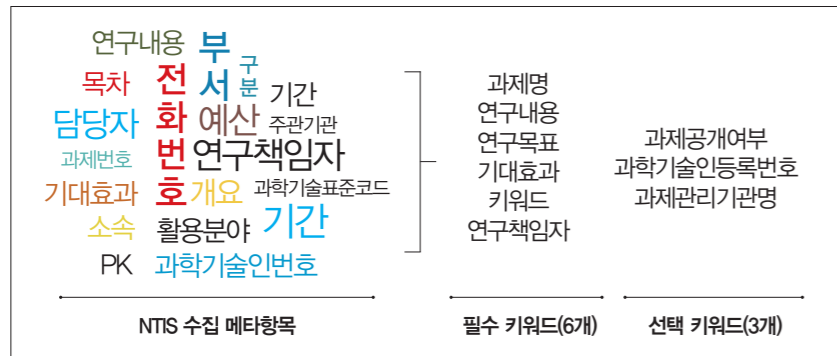 연구내용
부서
구분
목차
전화번호
기간
담당자
예산
주관기관
과제번호
연구책임자
기대효과
개요
과학기술표준코드
소속
활용분야
기간
PK
과학기술인번호
NTIS 수집 메타항목
과제명
연구내용
연구목표
기대효과
키워드
연구책임자
필수 키워드(6개)
과제공개여부
과학기술인등록번호
과제관리기관명
선택 키워드(3개)